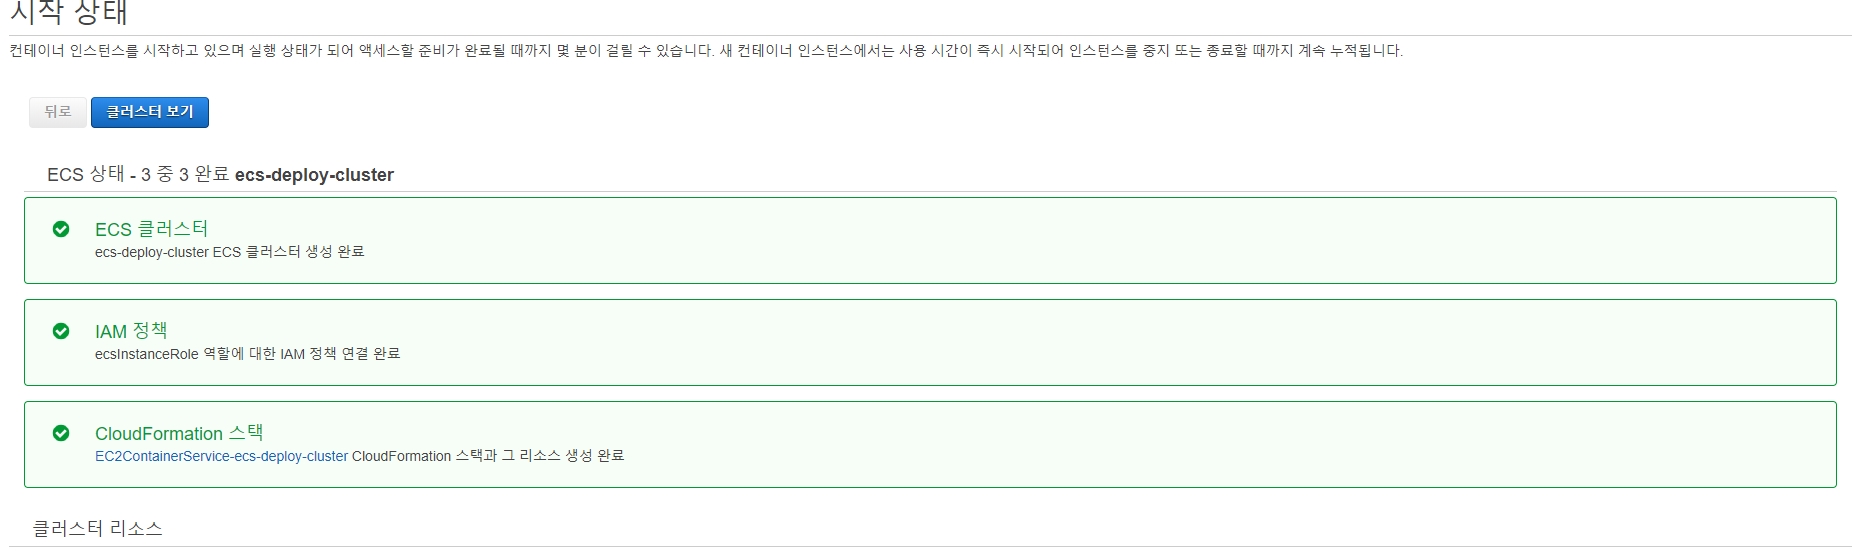 시작 상태
컨테이너 인스턴스를 시작하고 있으며 실행 상태가 되어 액세스할 준비가 완료될 때까지 몇 분이 걸릴 수 있습니다. 새 컨테이너 인스턴스에서는 사용 시간이 즉시 시작되어 인스턴스를 중지 또는 종료할 때까지 계속 누적됩니다.
뒤로 클러스터 보기
ECS 상태 - 3 중 3 완료 ecs-deploy-cluster
ECS 클러스터
ecs-deploy-cluster ECS 클러스터 생성 완료
IAM 정책
ecsInstanceRole 역할에 대한 IAM 정책 연결 완료
CloudFormation 스택
EC2ContainerService-ecs-deploy-cluster CloudFormation 스택과 그 리소스 생성 완료
클러스터 리소스